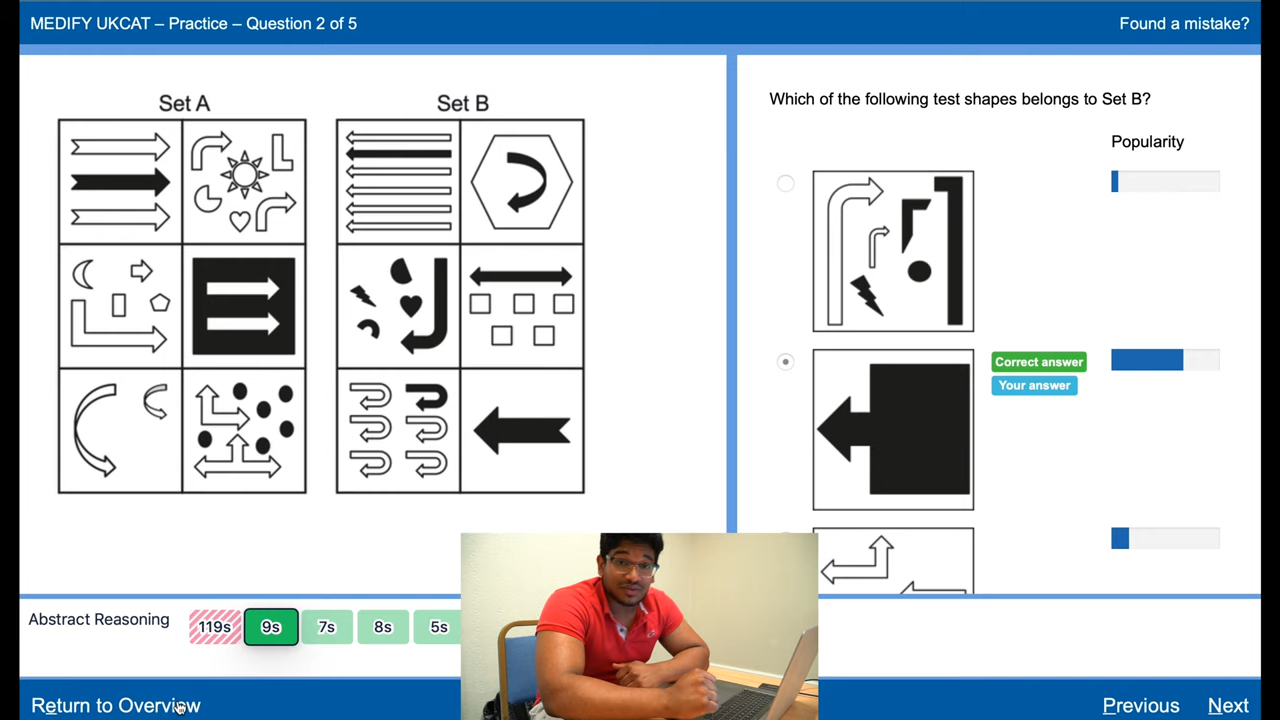 MEDIFY UKCAT – Practice – Question 2 of 5
Found a mistake?
Set A
Set B
Which of the following test shapes belongs to Set B?
Popularity
Correct answer
Your answer
Abstract Reasoning
119s
9s
7s
8s
5s
Return to Overview
Previous
Next